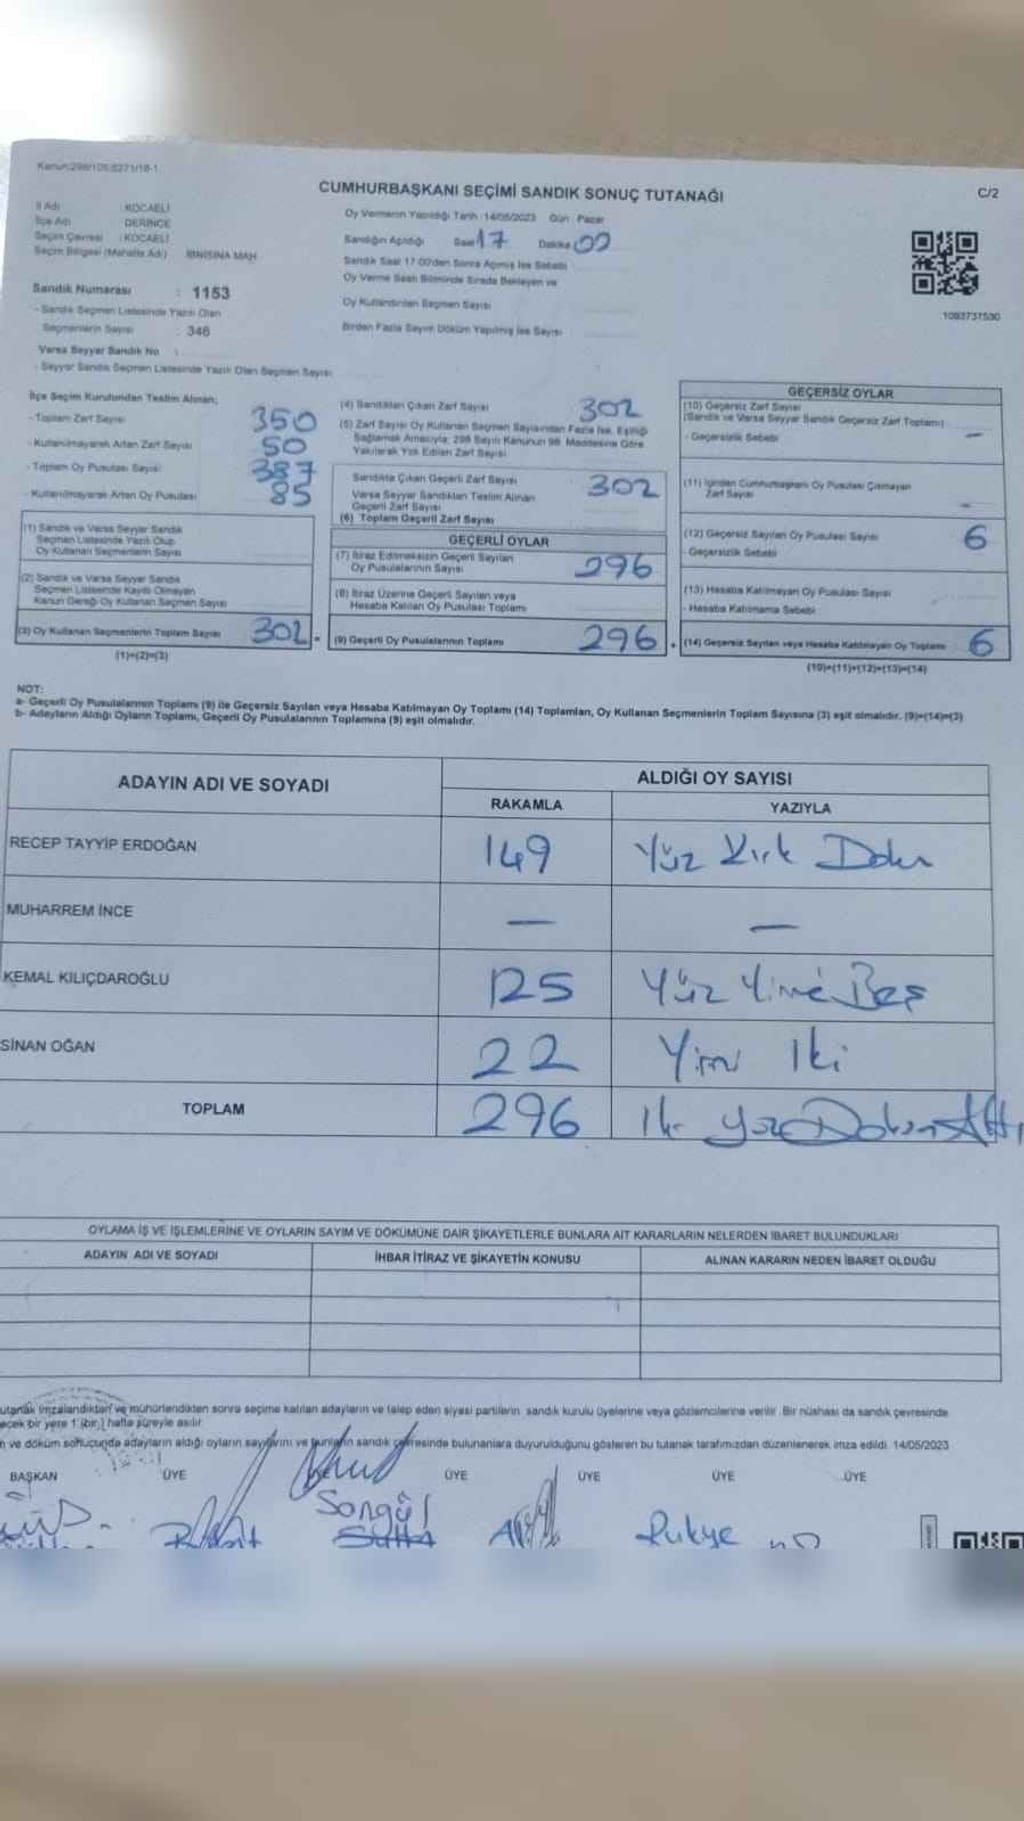 Kanun:298/105;6271/18-1
CUMHURBAŞKANI SEÇİMİ SANDIK SONUÇ TUTANAĞI
C/2
İl Adı : KOCAELİ
İlçe Adı : DERİNCE
Seçim Çevresi : KOCAELİ
Seçim Bölgesi (Mahalle Adı) İBNİSİNA MAH
Sandık Numarası : 1153
- Sandık Seçmen Listesinde Yazılı Olan
Seçmenlerin Sayısı : 346
Varsa Seyyar Sandık No :
- Seyyar Sandık Seçmen Listesinde Yazılı Olan Seçmen Sayısı
Oy Vermenin Yapıldığı Tarih :14/05/2023 Gün : Pazar
Sandığın Açıldığı Saat 17 Dakika 00
Sandık Saat 17:00'den Sonra Açılmış İse Sebebi
Oy Verme Saati Bitiminde Sırada Bekleyen ve
Oy Kullandırılan Seçmen Sayısı
Birden Fazla Sayım Döküm Yapılmış İse Sayısı
1093737530
İlçe Seçim Kurulundan Teslim Alınan;
- Toplam Zarf Sayısı 350
- Kullanılmayarak Artan Zarf Sayısı 50
- Toplam Oy Pusulası Sayısı 387
- Kullanılmayarak Artan Oy Pusulası 85
(1) Sandık ve Varsa Seyyar Sandık
Seçmen Listesinde Yazılı Olup
Oy Kullanan Seçmenlerin Sayısı
(2) Sandık ve Varsa Seyyar Sandık
Seçmen Listesinde Kayıtlı Olmayan
Kanun Gereği Oy Kullanan Seçmen Sayısı
(3) Oy Kullanan Seçmenlerin Toplam Sayısı 302
(1)+(2)=(3)
(4) Sandıktan Çıkan Zarf Sayısı 302
(5) Zarf Sayısı Oy Kullanan Seçmen Sayısından Fazla İse, Eşitliği
Sağlamak Amacıyla; 298 Sayılı Kanunun 98. Maddesine Göre
Yakılarak Yok Edilen Zarf Sayısı
Sandıkta Çıkan Geçerli Zarf Sayısı 302
Varsa Seyyar Sandıktan Teslim Alınan
Geçerli Zarf Sayısı
(6) Toplam Geçerli Zarf Sayısı
GEÇERLİ OYLAR
(7) İtiraz Edilmeksizin Geçerli Sayılan
Oy Pusulalarının Sayısı 296
(8) İtiraz Üzerine Geçerli Sayılan veya
Hesaba Katılan Oy Pusulası Toplamı
(9) Geçerli Oy Pusulalarının Toplamı 296
GEÇERSİZ OYLAR
(10) Geçersiz Zarf Sayısı
(Sandık ve Varsa Seyyar Sandık Geçersiz Zarf Toplamı)
- Geçersizlik Sebebi —
(11) İçinden Cumhurbaşkanı Oy Pusulası Çıkmayan
Zarf Sayısı —
(12) Geçersiz Sayılan Oy Pusulası Sayısı 6
- Geçersizlik Sebebi
(13) Hesaba Katılmayan Oy Pusulası Sayısı
- Hesaba Katılmama Sebebi
(14) Geçersiz Sayılan veya Hesaba Katılmayan Oy Toplamı 6
(10)+(11)+(12)+(13)=(14)
NOT:
a- Geçerli Oy Pusulalarının Toplamı (9) ile Geçersiz Sayılan veya Hesaba Katılmayan Oy Toplamı (14) Toplamları, Oy Kullanan Seçmenlerin Toplam Sayısına (3) eşit olmalıdır. (9)+(14)=(3)
b- Adayların Aldığı Oyların Toplamı, Geçerli Oy Pusulalarının Toplamına (9) eşit olmalıdır.
ADAYIN ADI VE SOYADI
ALDIĞI OY SAYISI
RAKAMLA YAZIYLA
RECEP TAYYİP ERDOĞAN 149 Yüz Kırk Dokuz
MUHARREM İNCE — —
KEMAL KILIÇDAROĞLU 125 Yüz Yirmi Beş
SİNAN OĞAN 22 Yirmi İki
TOPLAM 296 İki yüz Doksan Altı
OYLAMA İŞ VE İŞLEMLERİNE VE OYLARIN SAYIM VE DÖKÜMÜNE DAİR ŞİKAYETLERLE BUNLARA AİT KARARLARIN NELERDEN İBARET BULUNDUKLARI
ADAYIN ADI VE SOYADI İHBAR İTİRAZ VE ŞİKAYETİN KONUSU ALINAN KARARIN NEDEN İBARET OLDUĞU
utanak imzalandıktan ve mühürlendikten sonra seçime katılan adayların ve talep eden siyasi partilerin sandık kurulu üyelerine veya gözlemcilerine verilir. Bir nüshası da sandık çevresinde
ecek bir yere 1 (bir) hafta süreyle asılır.
n ve döküm sonucunda adayların aldığı oyların sayılarını ve bunların sandık çevresinde bulunanlara duyurulduğunu gösteren bu tutanak tarafımızdan düzenlenerek imza edildi. 14/05/2023
BAŞKAN ÜYE ÜYE ÜYE ÜYE ÜYE
Songül Rukiye